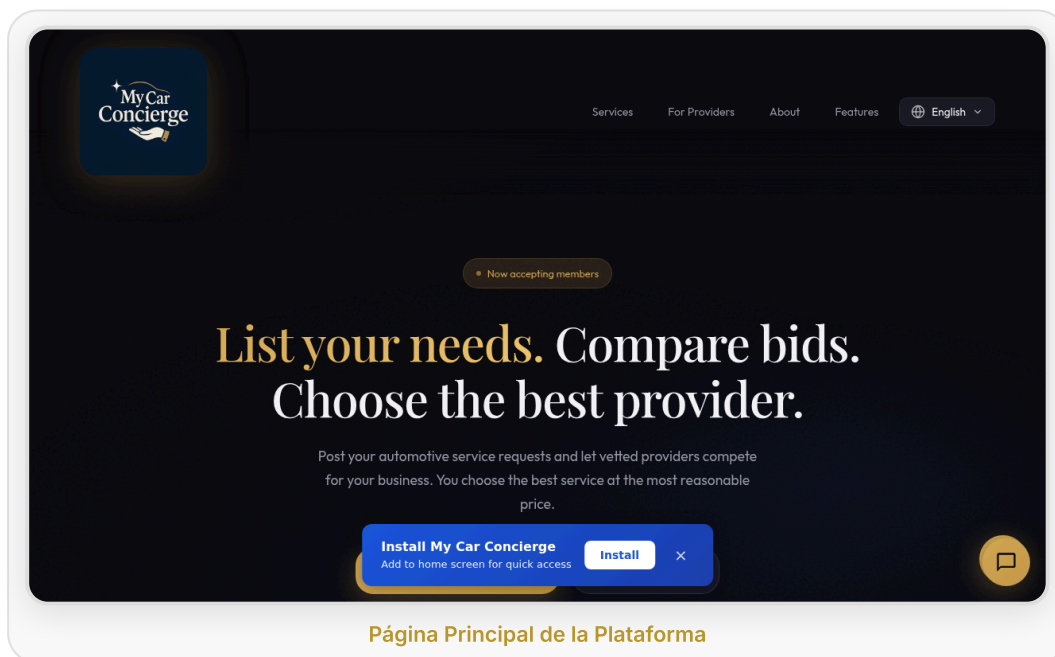 My Car
Concierge
Services
For Providers
About
Features
English
Now accepting members
List your needs. Compare bids.
Choose the best provider.
Post your automotive service requests and let vetted providers compete
for your business. You choose the best service at the most reasonable
price.
Install My Car Concierge
Add to home screen for quick access
Install
Página Principal de la Plataforma